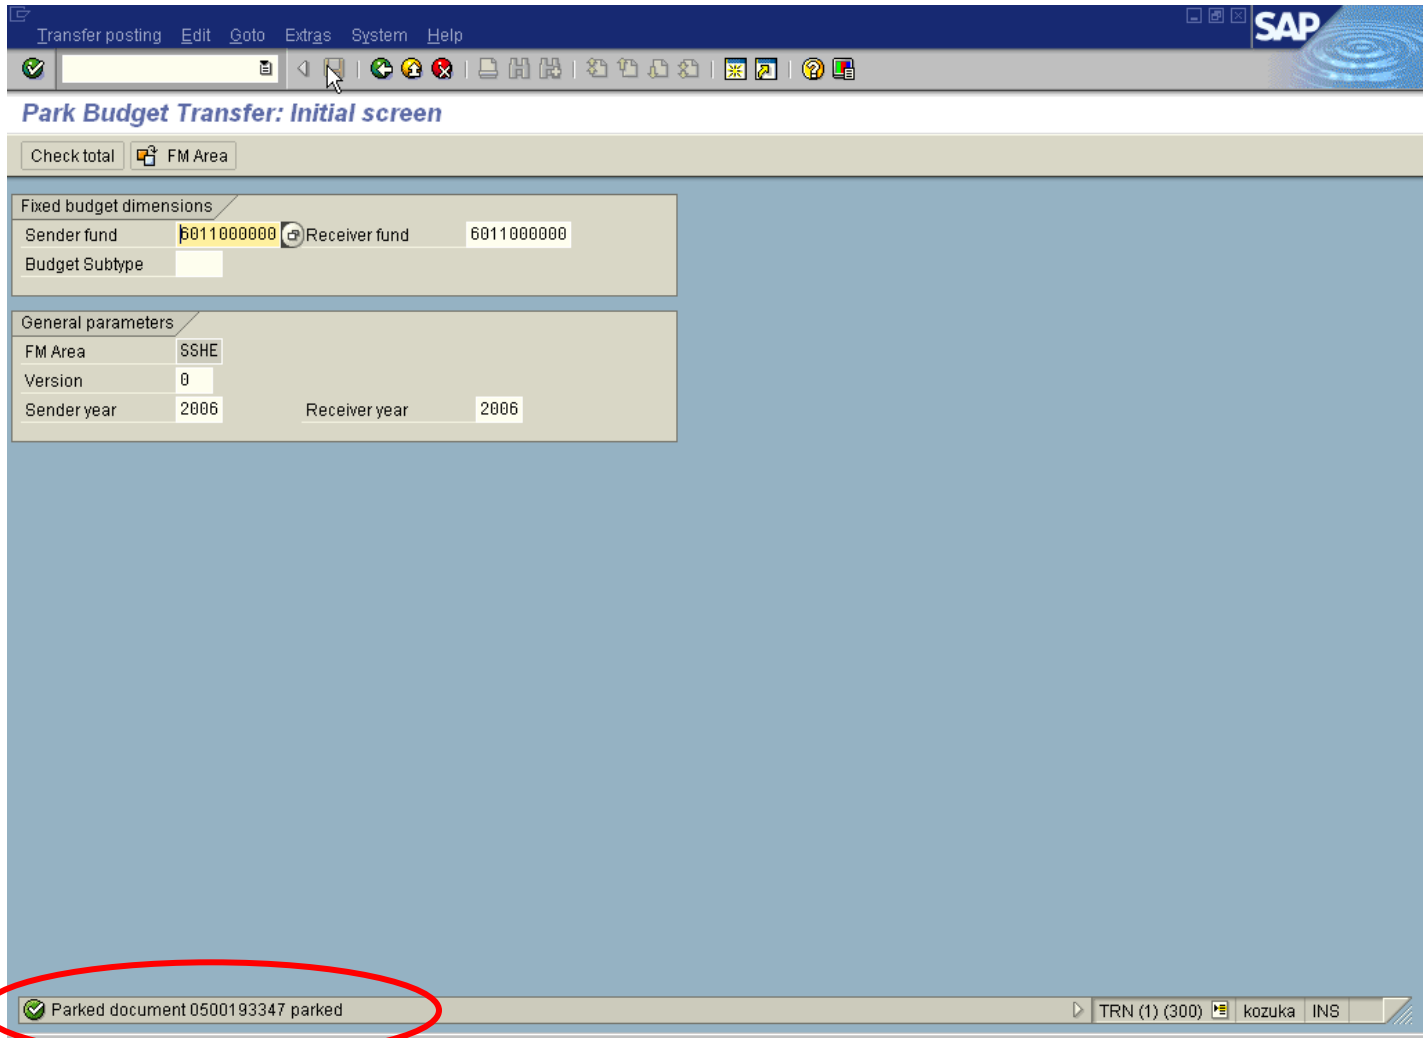 Transfer posting Edit Goto Extras System Help
SAP
Park Budget Transfer: Initial screen
Check total FM Area
Fixed budget dimensions
Sender fund 6011000000 Receiver fund 6011000000
Budget Subtype
General parameters
FM Area SSHE
Version 0
Sender year 2006 Receiver year 2006
Parked document 0500193347 parked TRN (1) (300) kozuka INS